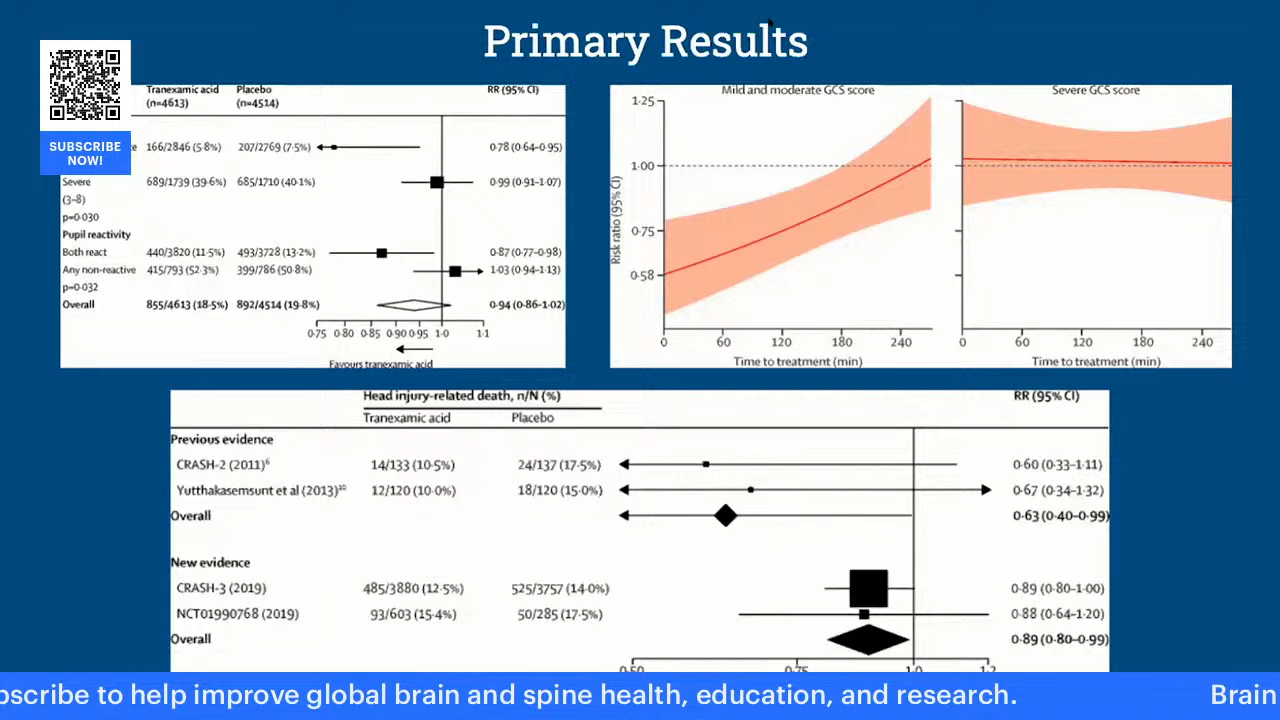 Primary Results
SUBSCRIBE
NOW!
Tranexamic acid Placebo RR (95% CI)
(n=4613) (n=4514)
166/2846 (5·8%) 207/2769 (7·5%) 0·78 (0·64–0·95)
Severe 689/1739 (39·6%) 685/1710 (40·1%) 0·99 (0·91–1·07)
(3–8)
p=0·030
Pupil reactivity
Both react 440/3820 (11·5%) 493/3728 (13·2%) 0·87 (0·77–0·98)
Any non-reactive 415/793 (52·3%) 399/786 (50·8%) 1·03 (0·94–1·13)
p=0·032
Overall 855/4613 (18·5%) 892/4514 (19·8%) 0·94 (0·86–1·02)
0·75 0·80 0·85 0·90 0·95 1·0 1·1
Favours tranexamic acid
Mild and moderate GCS score Severe GCS score
Risk ratio (95% CI)
1·25
1·00
0·75
0·58
0 60 120 180 240 0 60 120 180 240
Time to treatment (min) Time to treatment (min)
Head injury-related death, n/N (%) RR (95% CI)
Tranexamic acid Placebo
Previous evidence
CRASH-2 (2011)⁶ 14/133 (10·5%) 24/137 (17·5%) 0·60 (0·33–1·11)
Yutthakasemsunt et al (2013)¹⁰ 12/120 (10·0%) 18/120 (15·0%) 0·67 (0·34–1·32)
Overall 0·63 (0·40–0·99)
New evidence
CRASH-3 (2019) 485/3880 (12·5%) 525/3757 (14·0%) 0·89 (0·80–1·00)
NCT01990768 (2019) 93/603 (15·4%) 50/285 (17·5%) 0·88 (0·64–1·20)
Overall 0·89 (0·80–0·99)
0·50 0·75 1·0 1·2
bscribe to help improve global brain and spine health, education, and research. Brain